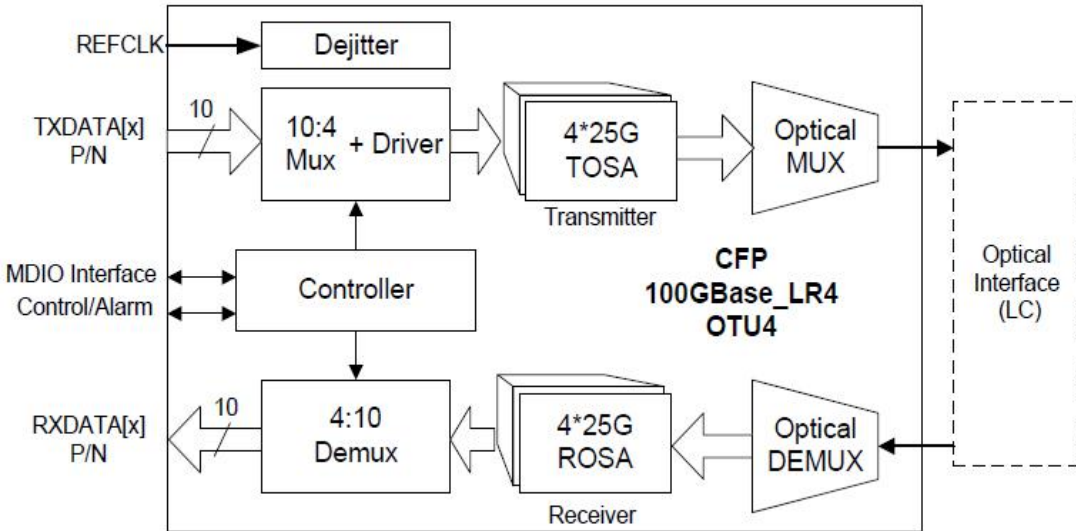 REFCLK
Dejitter
TXDATA[x]
P/N
10
10:4
Mux + Driver
4*25G
TOSA
Transmitter
Optical
MUX
MDIO Interface
Control/Alarm
Controller
CFP
100GBase_LR4
OTU4
Optical
Interface
(LC)
RXDATA[x]
P/N
10
4:10
Demux
4*25G
ROSA
Receiver
Optical
DEMUX